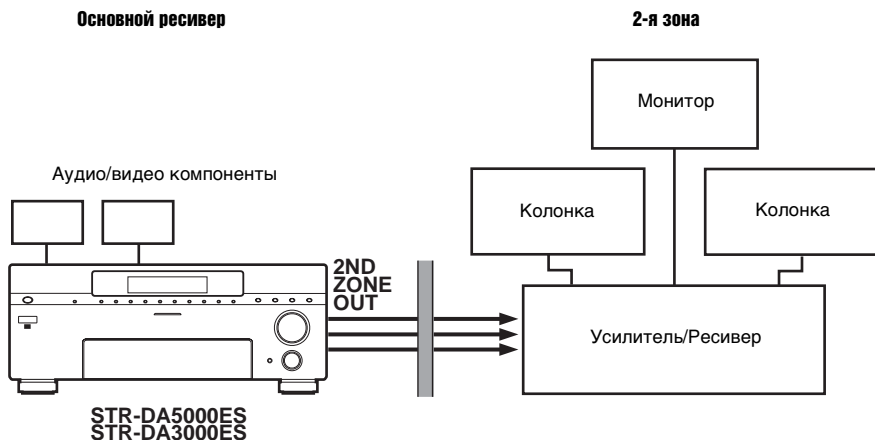 Основной ресивер
2-я зона
Монитор
Аудио/видео компоненты
Колонка
Колонка
2ND
ZONE
OUT
Усилитель/Ресивер
STR-DA5000ES
STR-DA3000ES